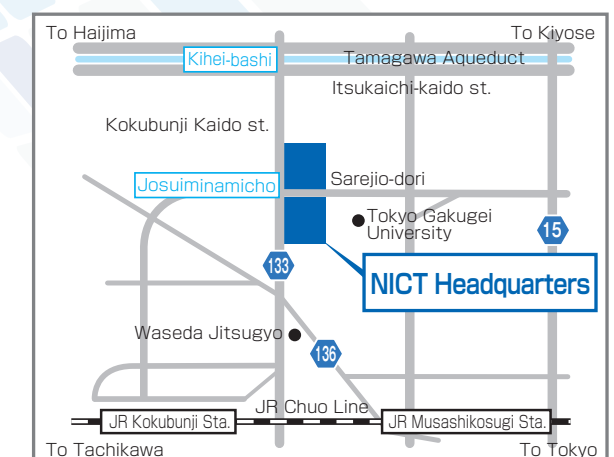 To Haijima
To Kiyose
Kihei-bashi
Tamagawa Aqueduct
Itsukaichi-kaido st.
Kokubunji Kaido st.
Josuiminamicho
Sarejio-dori
Tokyo Gakugei
University
15
133
NICT Headquarters
Waseda Jitsugyo
136
JR Chuo Line
JR Kokubunji Sta.
JR Musashikosugi Sta.
To Tachikawa
To Tokyo